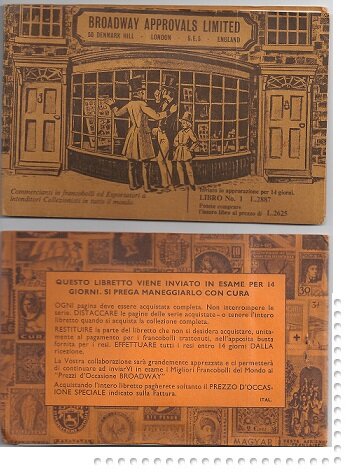 BROADWAY APPROVALS LIMITED
50 DENMARK HILL - LONDON - S.E.5 - ENGLAND
Commercianti in francobolli ed Esportatori a
intenditori Collezionisti in tutto il mondo.
Inviato in approvazione per 14 giorni.
LIBRO No. 1 L.2887
Potete comprare
l'intero libro al prezzo di L.2625
QUESTO LIBRETTO VIENE INVIATO IN ESAME PER 14
GIORNI. SI PREGA MANEGGIARLO CON CURA
OGNI pagina deve essere acquistata completa. Non interrompere le
serie. DISTACCARE le pagine delle serie acquistate - o tenere l'intero
libretto quando si acquista la collezione completa.
RESTITUIRE la parte del libretto che non si desidera acquistare, unita-
mente al pagamento per i francobolli trattenuti, nell'apposita busta
fornita per i resi. EFFETTUARE tutti i resi entro 14 giorni DALLA
ricezione.
La Vostra collaborazione sarà grandemente apprezzata e ci permetterà
di continuare ad inviarVi in esame i Migliori Francobolli del Mondo ai
"Prezzi d'Occasione BROADWAY"
Acquistando l'intero libretto pagherete soltanto il PREZZO D'OCCAS-
IONE SPECIALE indicato sulla Fattura.
ITAL.
MAGYAR